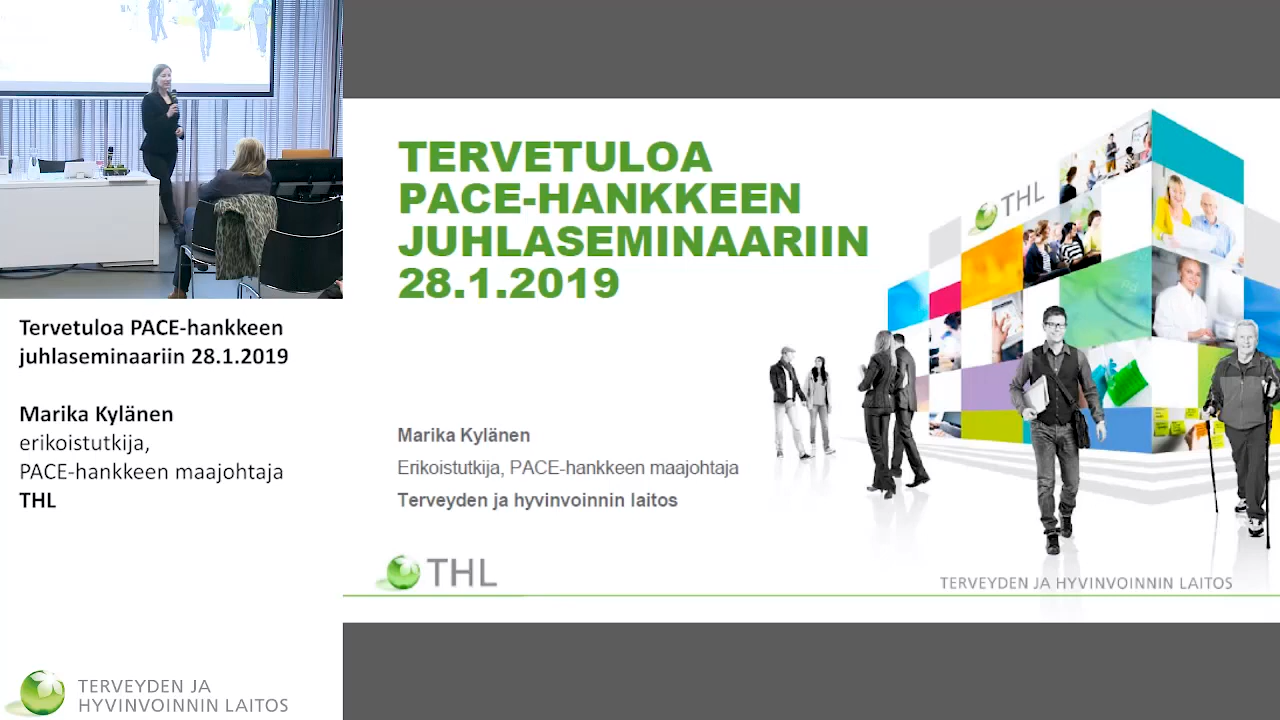 Tervetuloa PACE-hankkeen
juhlaseminaariin 28.1.2019
Marika Kylänen
erikoistutkija,
PACE-hankkeen maajohtaja
THL
TERVEYDEN JA
HYVINVOINNIN LAITOS
TERVETULOA
PACE-HANKKEEN
JUHLASEMINAARIIN
28.1.2019
THL
Marika Kylänen
Erikoistutkija, PACE-hankkeen maajohtaja
Terveyden ja hyvinvoinnin laitos
THL
TERVEYDEN JA HYVINVOINNIN LAITOS